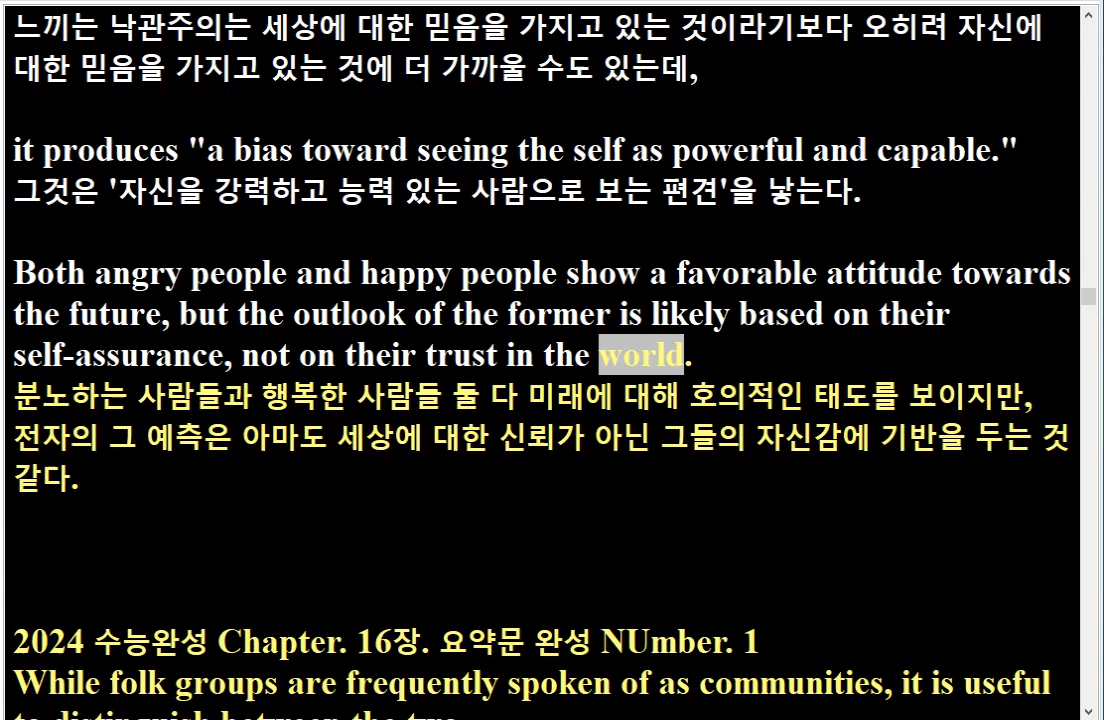 느끼는 낙관주의는 세상에 대한 믿음을 가지고 있는 것이라기보다 오히려 자신에
대한 믿음을 가지고 있는 것에 더 가까울 수도 있는데,
it produces "a bias toward seeing the self as powerful and capable."
그것은 '자신을 강력하고 능력 있는 사람으로 보는 편견'을 낳는다.
Both angry people and happy people show a favorable attitude towards
the future, but the outlook of the former is likely based on their
self-assurance, not on their trust in the world.
분노하는 사람들과 행복한 사람들 둘 다 미래에 대해 호의적인 태도를 보이지만,
전자의 그 예측은 아마도 세상에 대한 신뢰가 아닌 그들의 자신감에 기반을 두는 것
같다.
2024 수능완성 Chapter. 16장. 요약문 완성 NUmber. 1
While folk groups are frequently spoken of as communities, it is useful
to distinguish between the two